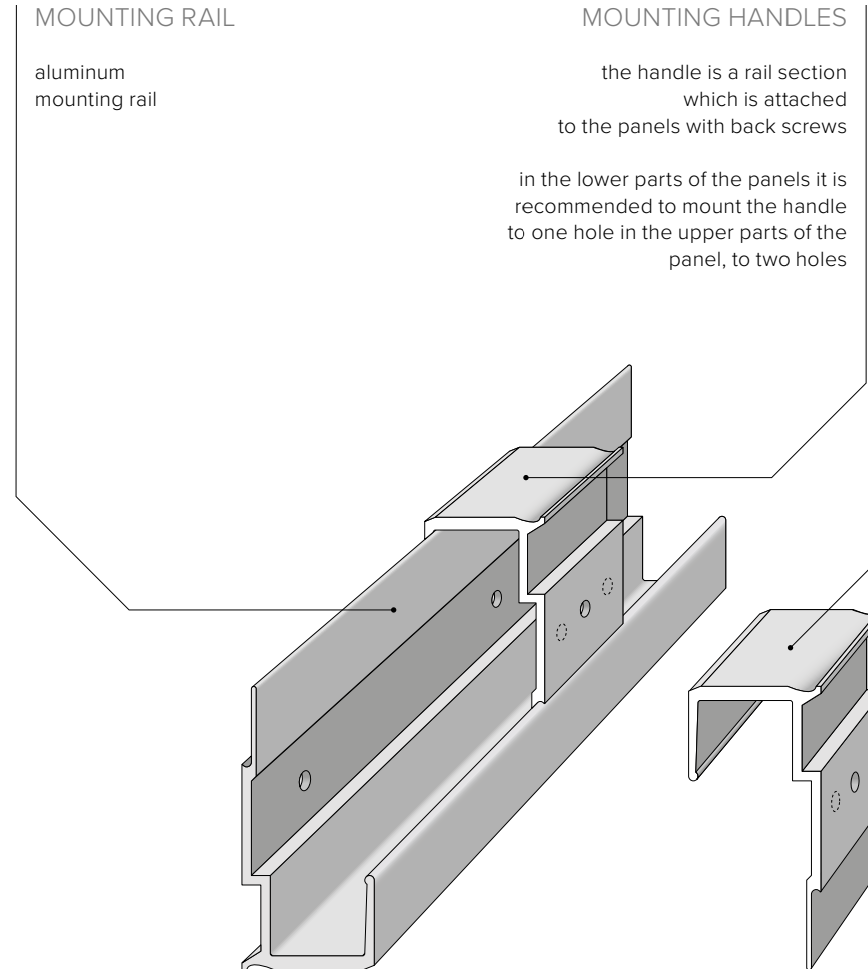 MOUNTING RAIL
aluminum
mounting rail
MOUNTING HANDLES
the handle is a rail section
which is attached
to the panels with back screws
in the lower parts of the panels it is
recommended to mount the handle
to one hole in the upper parts of the
panel, to two holes